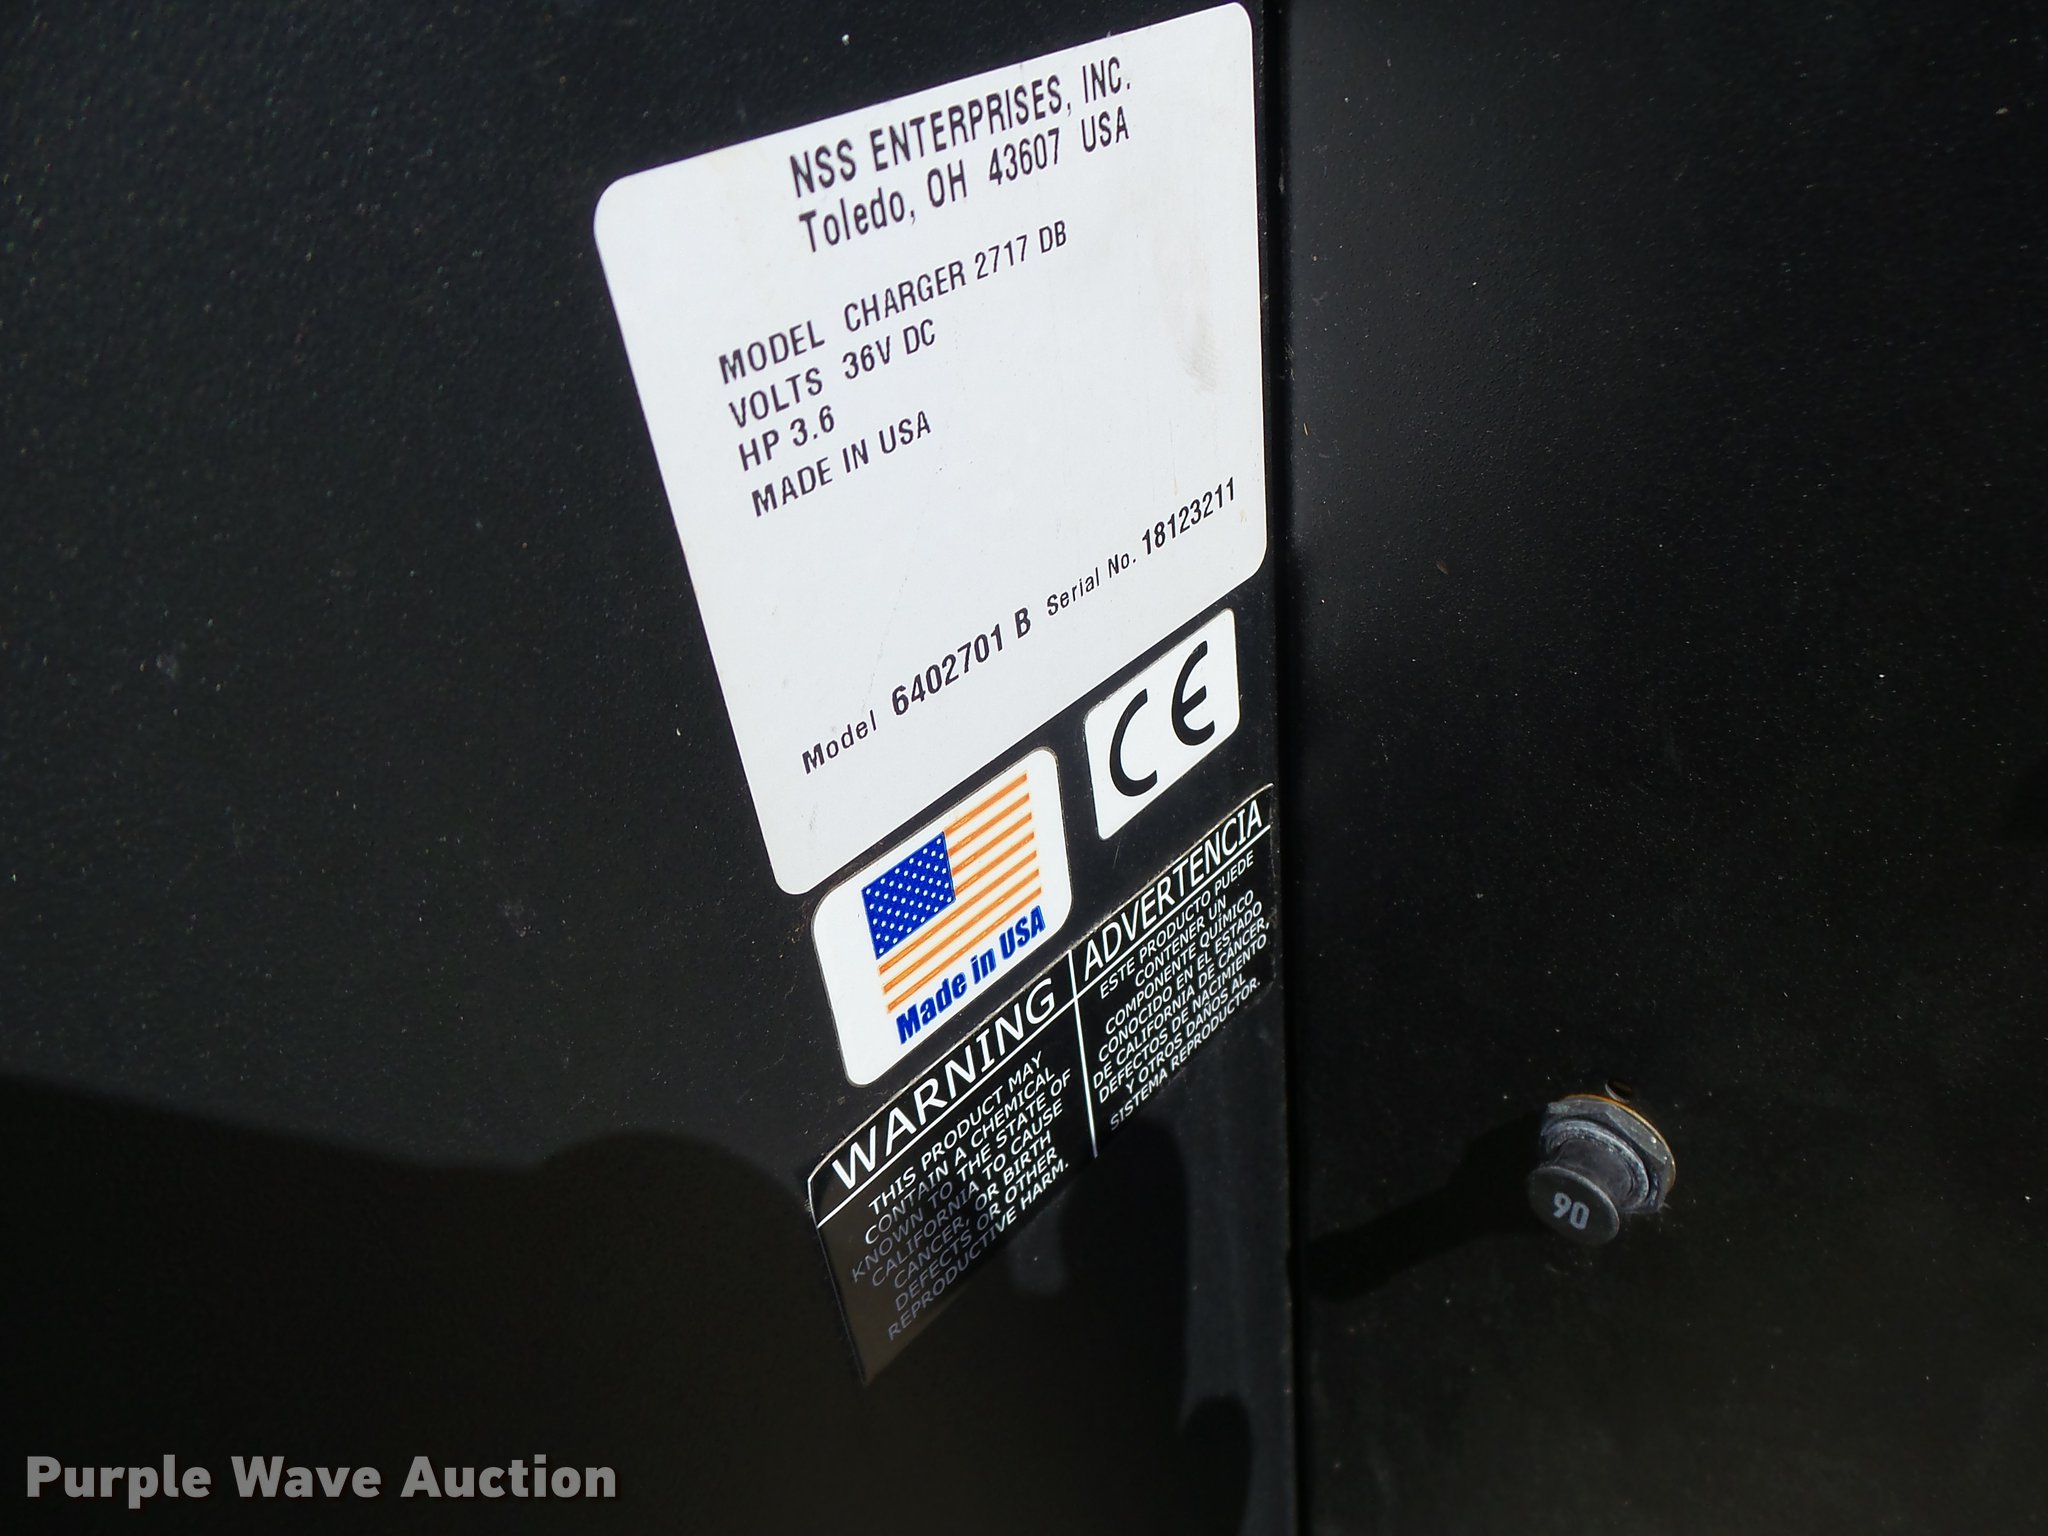 NSS ENTERPRISES, INC.
Toledo, OH 43607 USA
MODEL CHARGER 2717 DB
VOLTS 36V DC
HP 3.6
MADE IN USA
Model 6402701 B Serial No. 18123211
CE
Made in USA
WARNING
THIS PRODUCT MAY
CONTAIN A CHEMICAL
KNOWN TO THE STATE OF
CALIFORNIA TO CAUSE
CANCER, OR BIRTH
DEFECTS OR OTHER
REPRODUCTIVE HARM.
ADVERTENCIA
ESTE PRODUCTO PUEDE
CONTENER UN
COMPONENTE QUÍMICO
CONOCIDO EN EL ESTADO
DE CALIFORNIA DE CÁNCER,
DEFECTOS DE NACIMIENTO
Y OTROS DAÑOS AL
SISTEMA REPRODUCTOR.
90
Purple Wave Auction